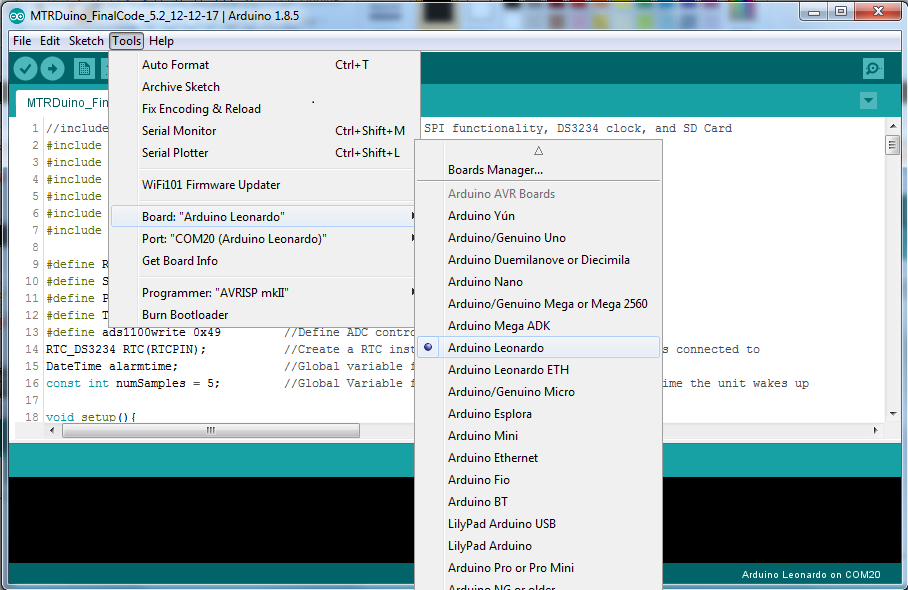 MTRDuino_FinalCode_5.2_12-12-17 | Arduino 1.8.5
File Edit Sketch Tools Help
Auto Format Ctrl+T
Archive Sketch
Fix Encoding & Reload
Serial Monitor Ctrl+Shift+M
Serial Plotter Ctrl+Shift+L
WiFi101 Firmware Updater
Board: "Arduino Leonardo"
Port: "COM20 (Arduino Leonardo)"
Get Board Info
Programmer: "AVRISP mkII"
Burn Bootloader
Boards Manager...
Arduino AVR Boards
Arduino Yún
Arduino/Genuino Uno
Arduino Duemilanove or Diecimila
Arduino Nano
Arduino/Genuino Mega or Mega 2560
Arduino Mega ADK
Arduino Leonardo
Arduino Leonardo ETH
Arduino/Genuino Micro
Arduino Esplora
Arduino Mini
Arduino Ethernet
Arduino Fio
Arduino BT
LilyPad Arduino USB
LilyPad Arduino
Arduino Pro or Pro Mini
Arduino NG or older
MTRDuino_Fin
1 //include SPI functionality, DS3234 clock, and SD Card
2 #include
3 #include
4 #include
5 #include
6 #include
7 #include
8
9 #define R
10 #define S
11 #define P
12 #define T
13 #define ads1100write 0x49 //Define ADC contro
14 RTC_DS3234 RTC(RTCPIN); //Create a RTC inst s connected to
15 DateTime alarmtime; //Global variable f
16 const int numSamples = 5; //Global Variable f ime the unit wakes up
17
18 void setup(){
Arduino Leonardo on COM20